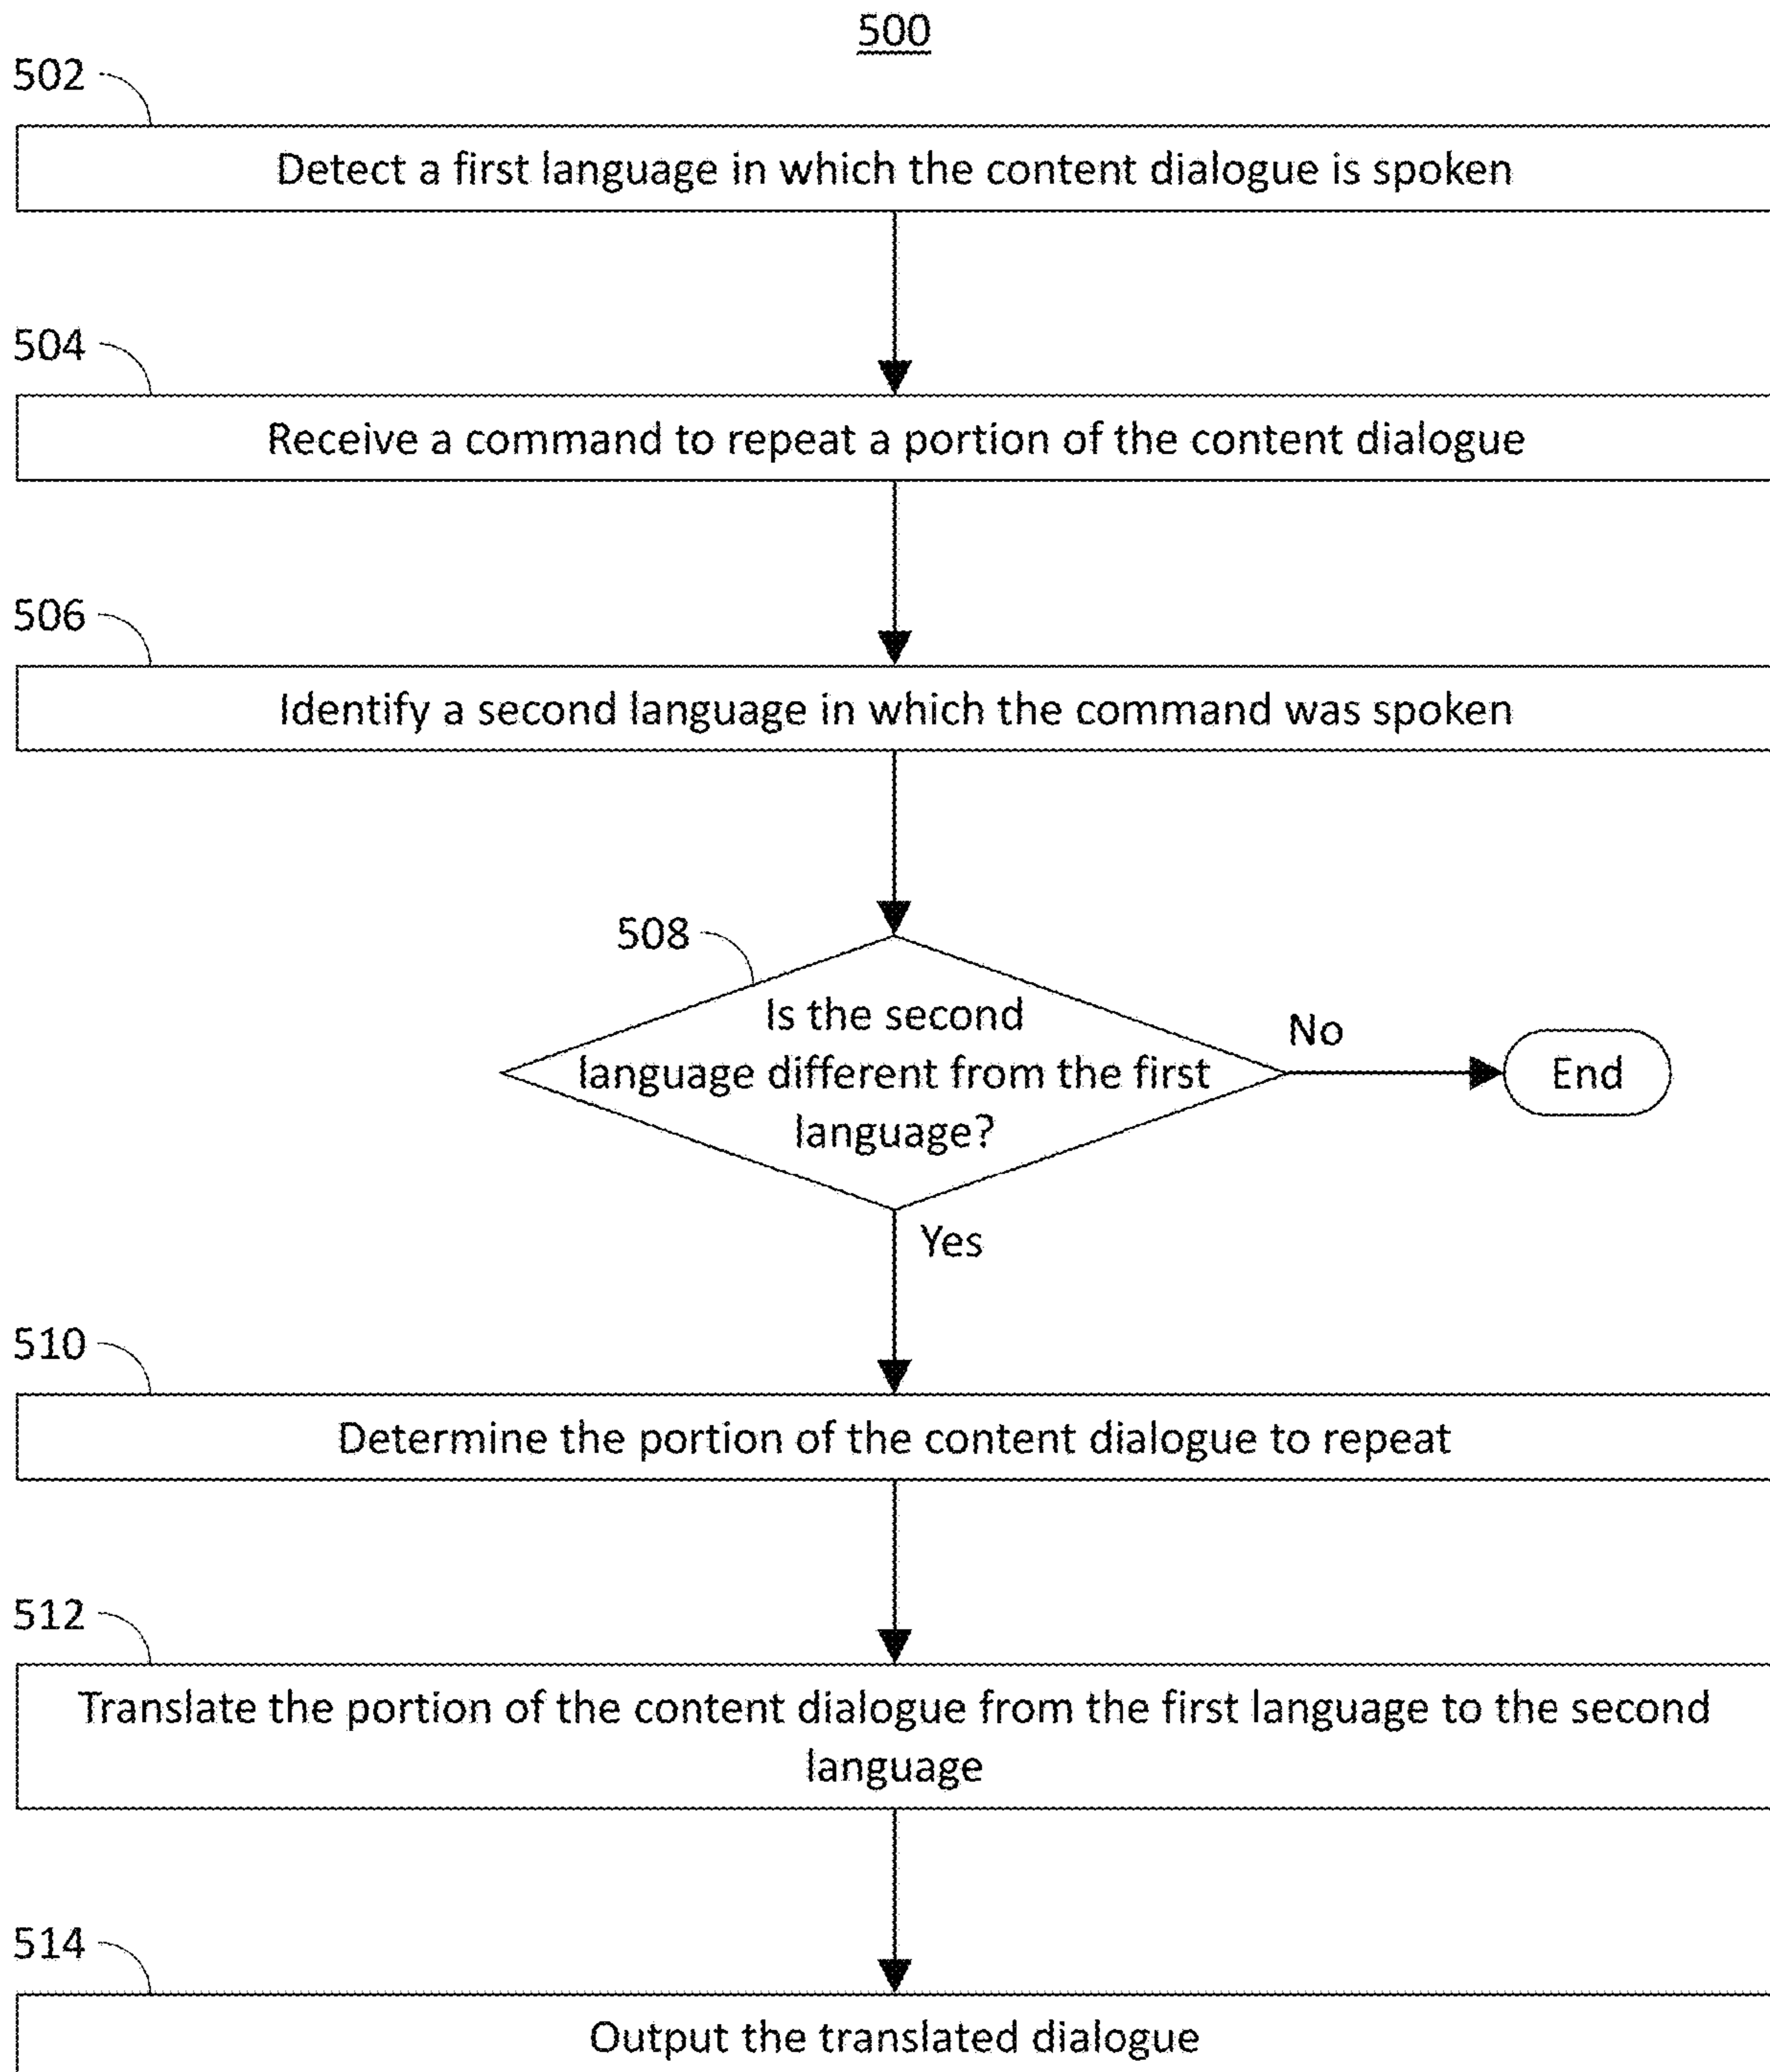 500
502
Detect a first language in which the content dialogue is spoken
504
Receive a command to repeat a portion of the content dialogue
506
Identify a second language in which the command was spoken
508
Is the second
language different from the first
language?
No
End
Yes
510
Determine the portion of the content dialogue to repeat
512
Translate the portion of the content dialogue from the first language to the second
language
514
Output the translated dialogue